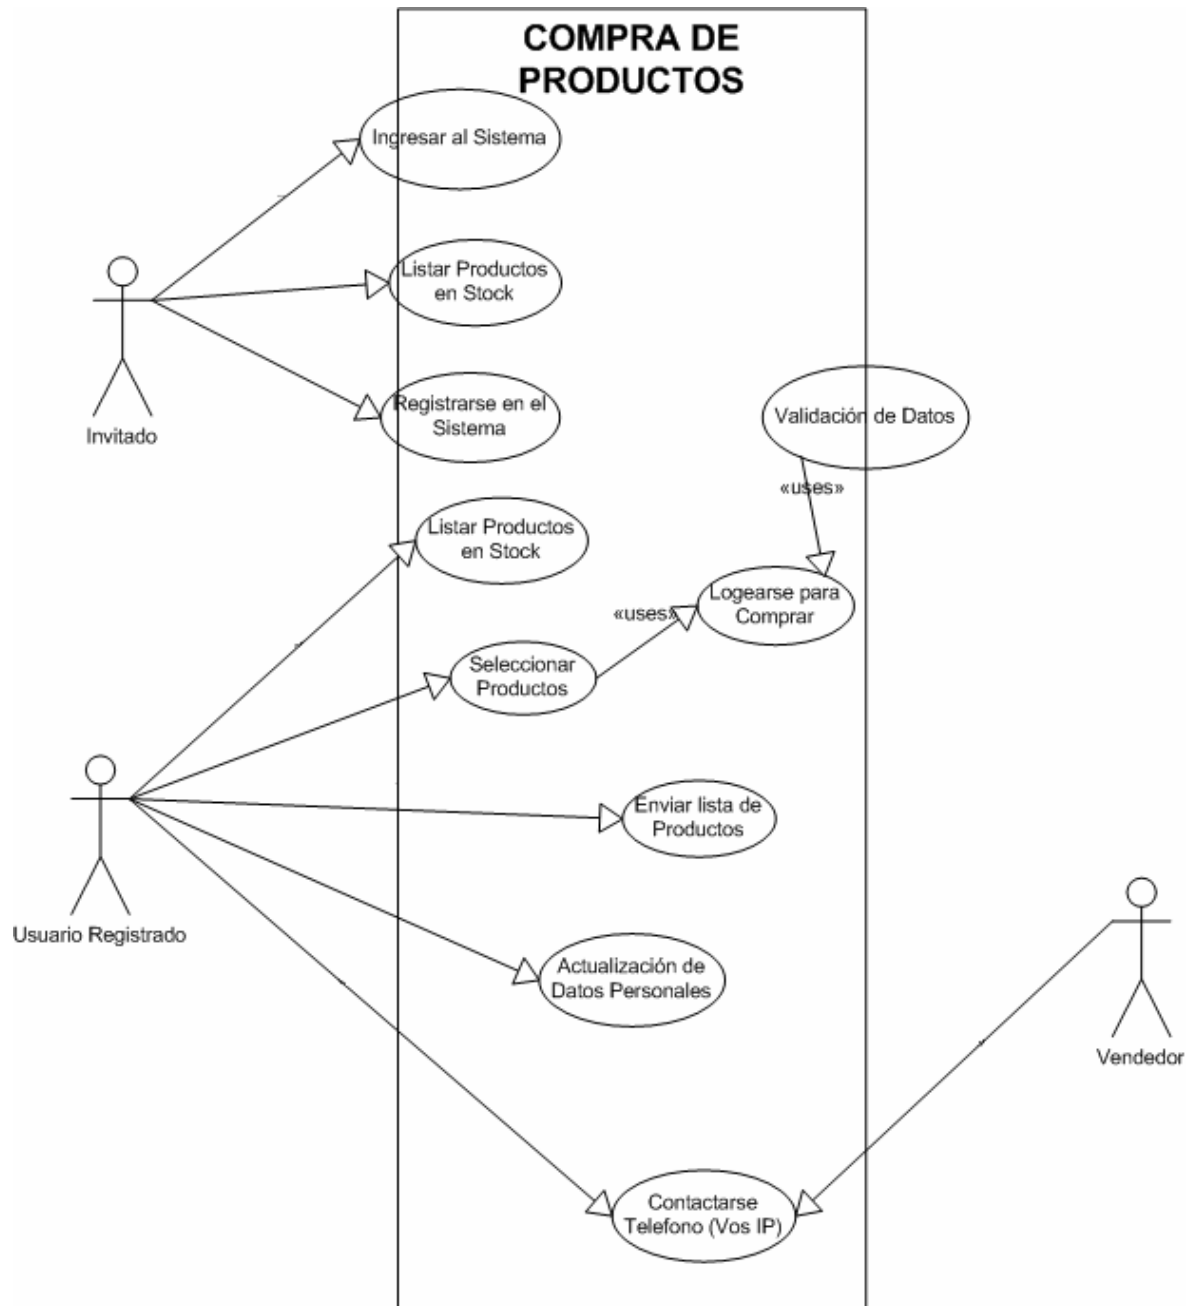 COMPRA DE
PRODUCTOS
Ingresar al Sistema
Listar Productos
en Stock
Registrarse en el
Sistema
Invitado
Validación de Datos
«uses»
Listar Productos
en Stock
Logearse para
Comprar
«uses»
Seleccionar
Productos
Enviar lista de
Productos
Usuario Registrado
Actualización de
Datos Personales
Vendedor
Contactarse
Telefono (Vos IP)